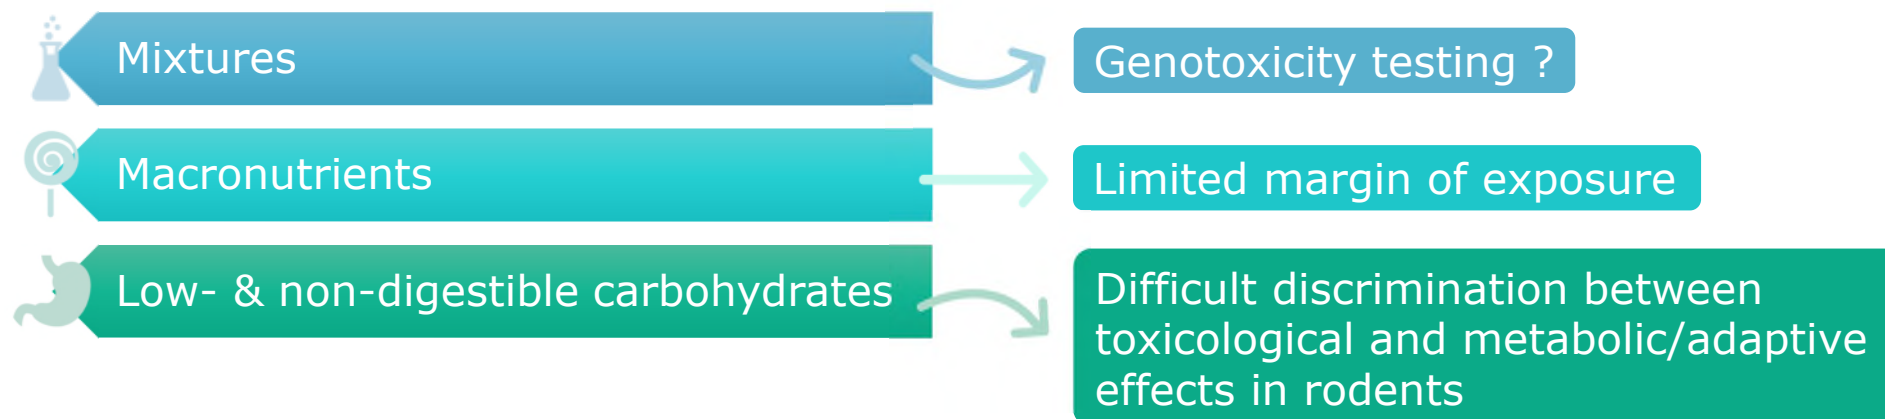 Mixtures
Genotoxicity testing ?
Macronutrients
Limited margin of exposure
Low- & non-digestible carbohydrates
Difficult discrimination between
toxicological and metabolic/adaptive
effects in rodents